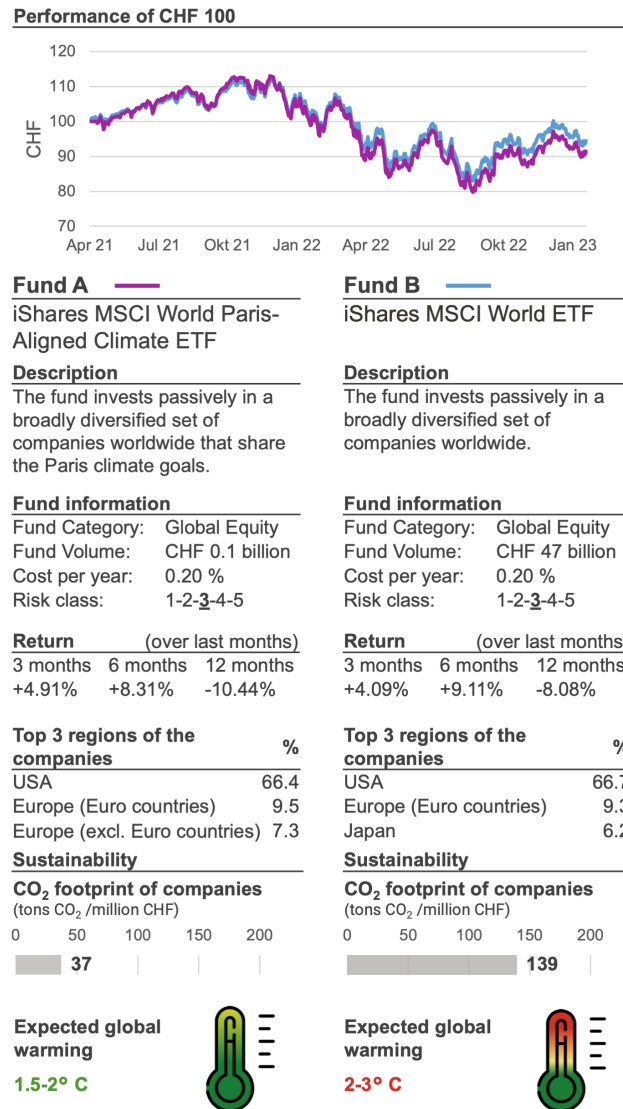 Performance of CHF 100
120
110
100
90
80
70
CHF
Apr 21 Jul 21 Okt 21 Jan 22 Apr 22 Jul 22 Okt 22 Jan 23
Fund A
iShares MSCI World Paris-
Aligned Climate ETF
Description
The fund invests passively in a
broadly diversified set of
companies worldwide that share
the Paris climate goals.
Fund information
Fund Category: Global Equity
Fund Volume: CHF 0.1 billion
Cost per year: 0.20 %
Risk class: 1-2-3-4-5
Return (over last months)
3 months 6 months 12 months
+4.91% +8.31% -10.44%
Top 3 regions of the
companies %
USA 66.4
Europe (Euro countries) 9.5
Europe (excl. Euro countries) 7.3
Sustainability
CO₂ footprint of companies
(tons CO₂ /million CHF)
0 50 100 150 200
37
Expected global
warming
1.5-2° C
Fund B
iShares MSCI World ETF
Description
The fund invests passively in a
broadly diversified set of
companies worldwide.
Fund information
Fund Category: Global Equity
Fund Volume: CHF 47 billion
Cost per year: 0.20 %
Risk class: 1-2-3-4-5
Return (over last months
3 months 6 months 12 months
+4.09% +9.11% -8.08%
Top 3 regions of the
companies %
USA 66.7
Europe (Euro countries) 9.3
Japan 6.2
Sustainability
CO₂ footprint of companies
(tons CO₂ /million CHF)
0 50 100 150 200
139
Expected global
warming
2-3° C